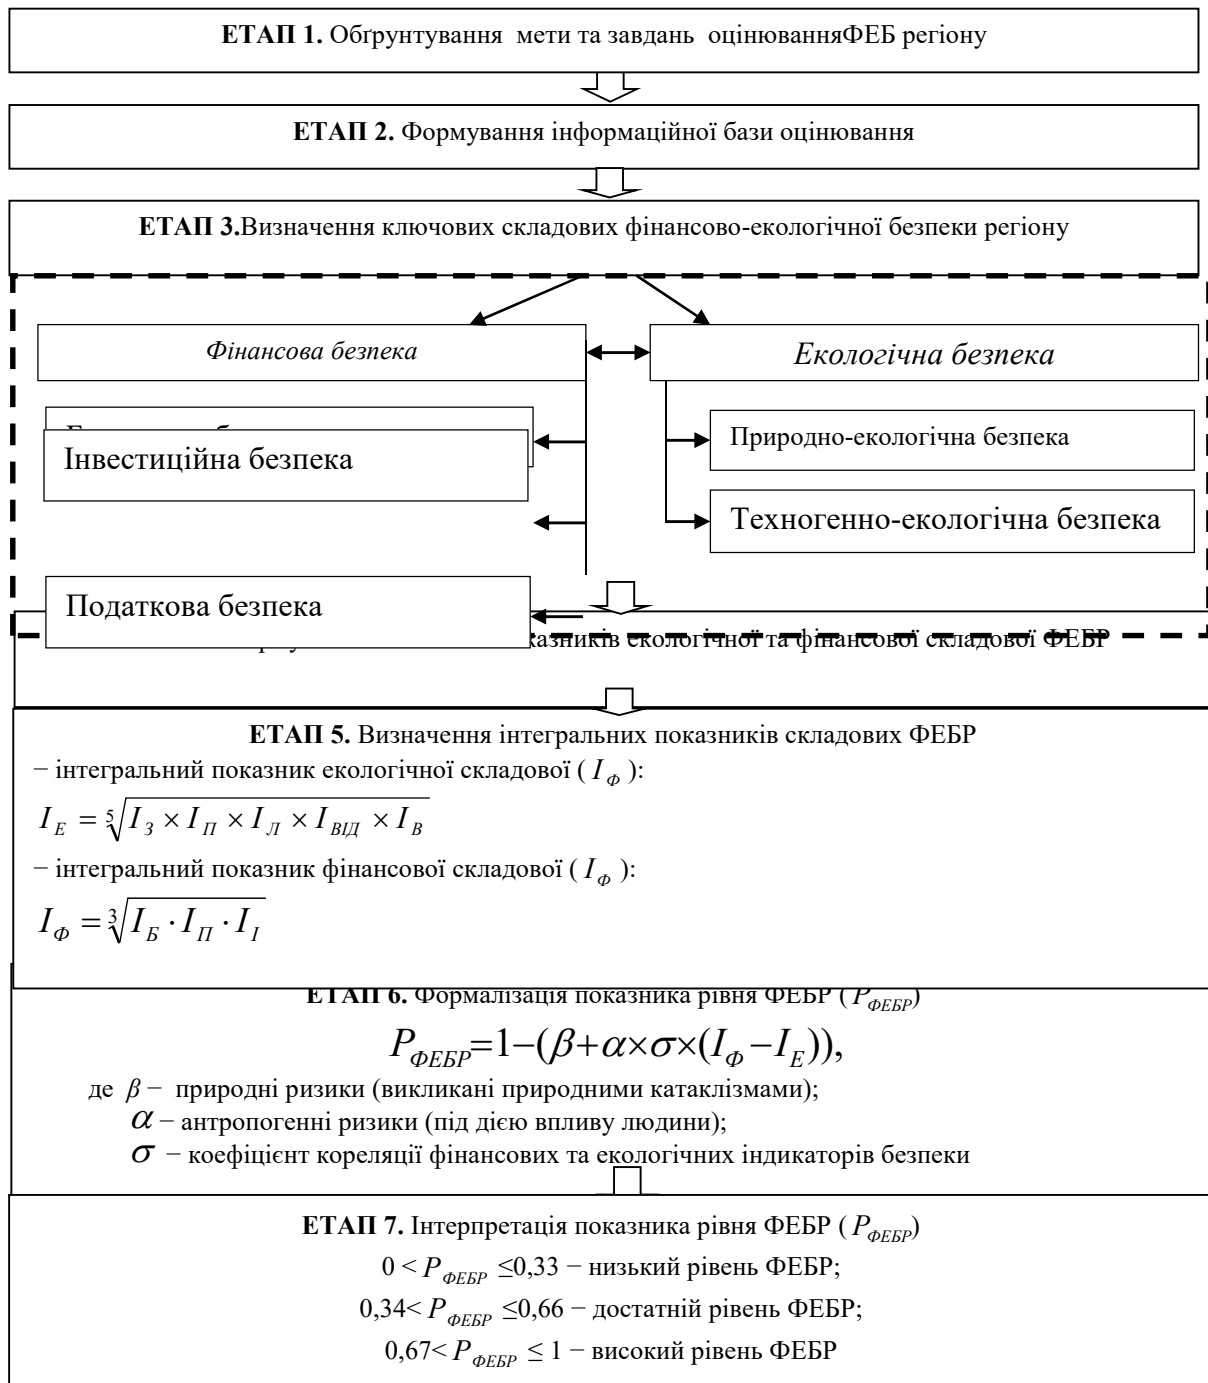 ЕТАП 1. Обґрунтування мети та завдань оцінюванняФЕБ регіону
ЕТАП 2. Формування інформаційної бази оцінювання
ЕТАП 3.Визначення ключових складових фінансово-екологічної безпеки регіону
Фінансова безпека
Екологічна безпека
Інвестиційна безпека
Податкова безпека
Природно-екологічна безпека
Техногенно-екологічна безпека
екологічної та фінансової складової ФЕБР
ЕТАП 5. Визначення інтегральних показників складових ФЕБР
− інтегральний показник екологічної складової ( I_Ф ):
I_Е = ⁵√(I_З × I_П × I_Л × I_ВІД × I_В)
− інтегральний показник фінансової складової ( I_Ф ):
I_Ф = ³√(I_Б · I_П · I_І)
ЕТАП 6. Формалізація показника рівня ФЕБР ( P_ФЕБР)
P_ФЕБР=1−(β+α×σ×(I_Ф −I_Е)),
де β − природні ризики (викликані природними катаклізмами);
α − антропогенні ризики (під дією впливу людини);
σ − коефіцієнт кореляції фінансових та екологічних індикаторів безпеки
ЕТАП 7. Інтерпретація показника рівня ФЕБР ( P_ФЕБР)
0 < P_ФЕБР ≤0,33 − низький рівень ФЕБР;
0,34< P_ФЕБР ≤0,66 − достатній рівень ФЕБР;
0,67< P_ФЕБР ≤ 1 − високий рівень ФЕБР